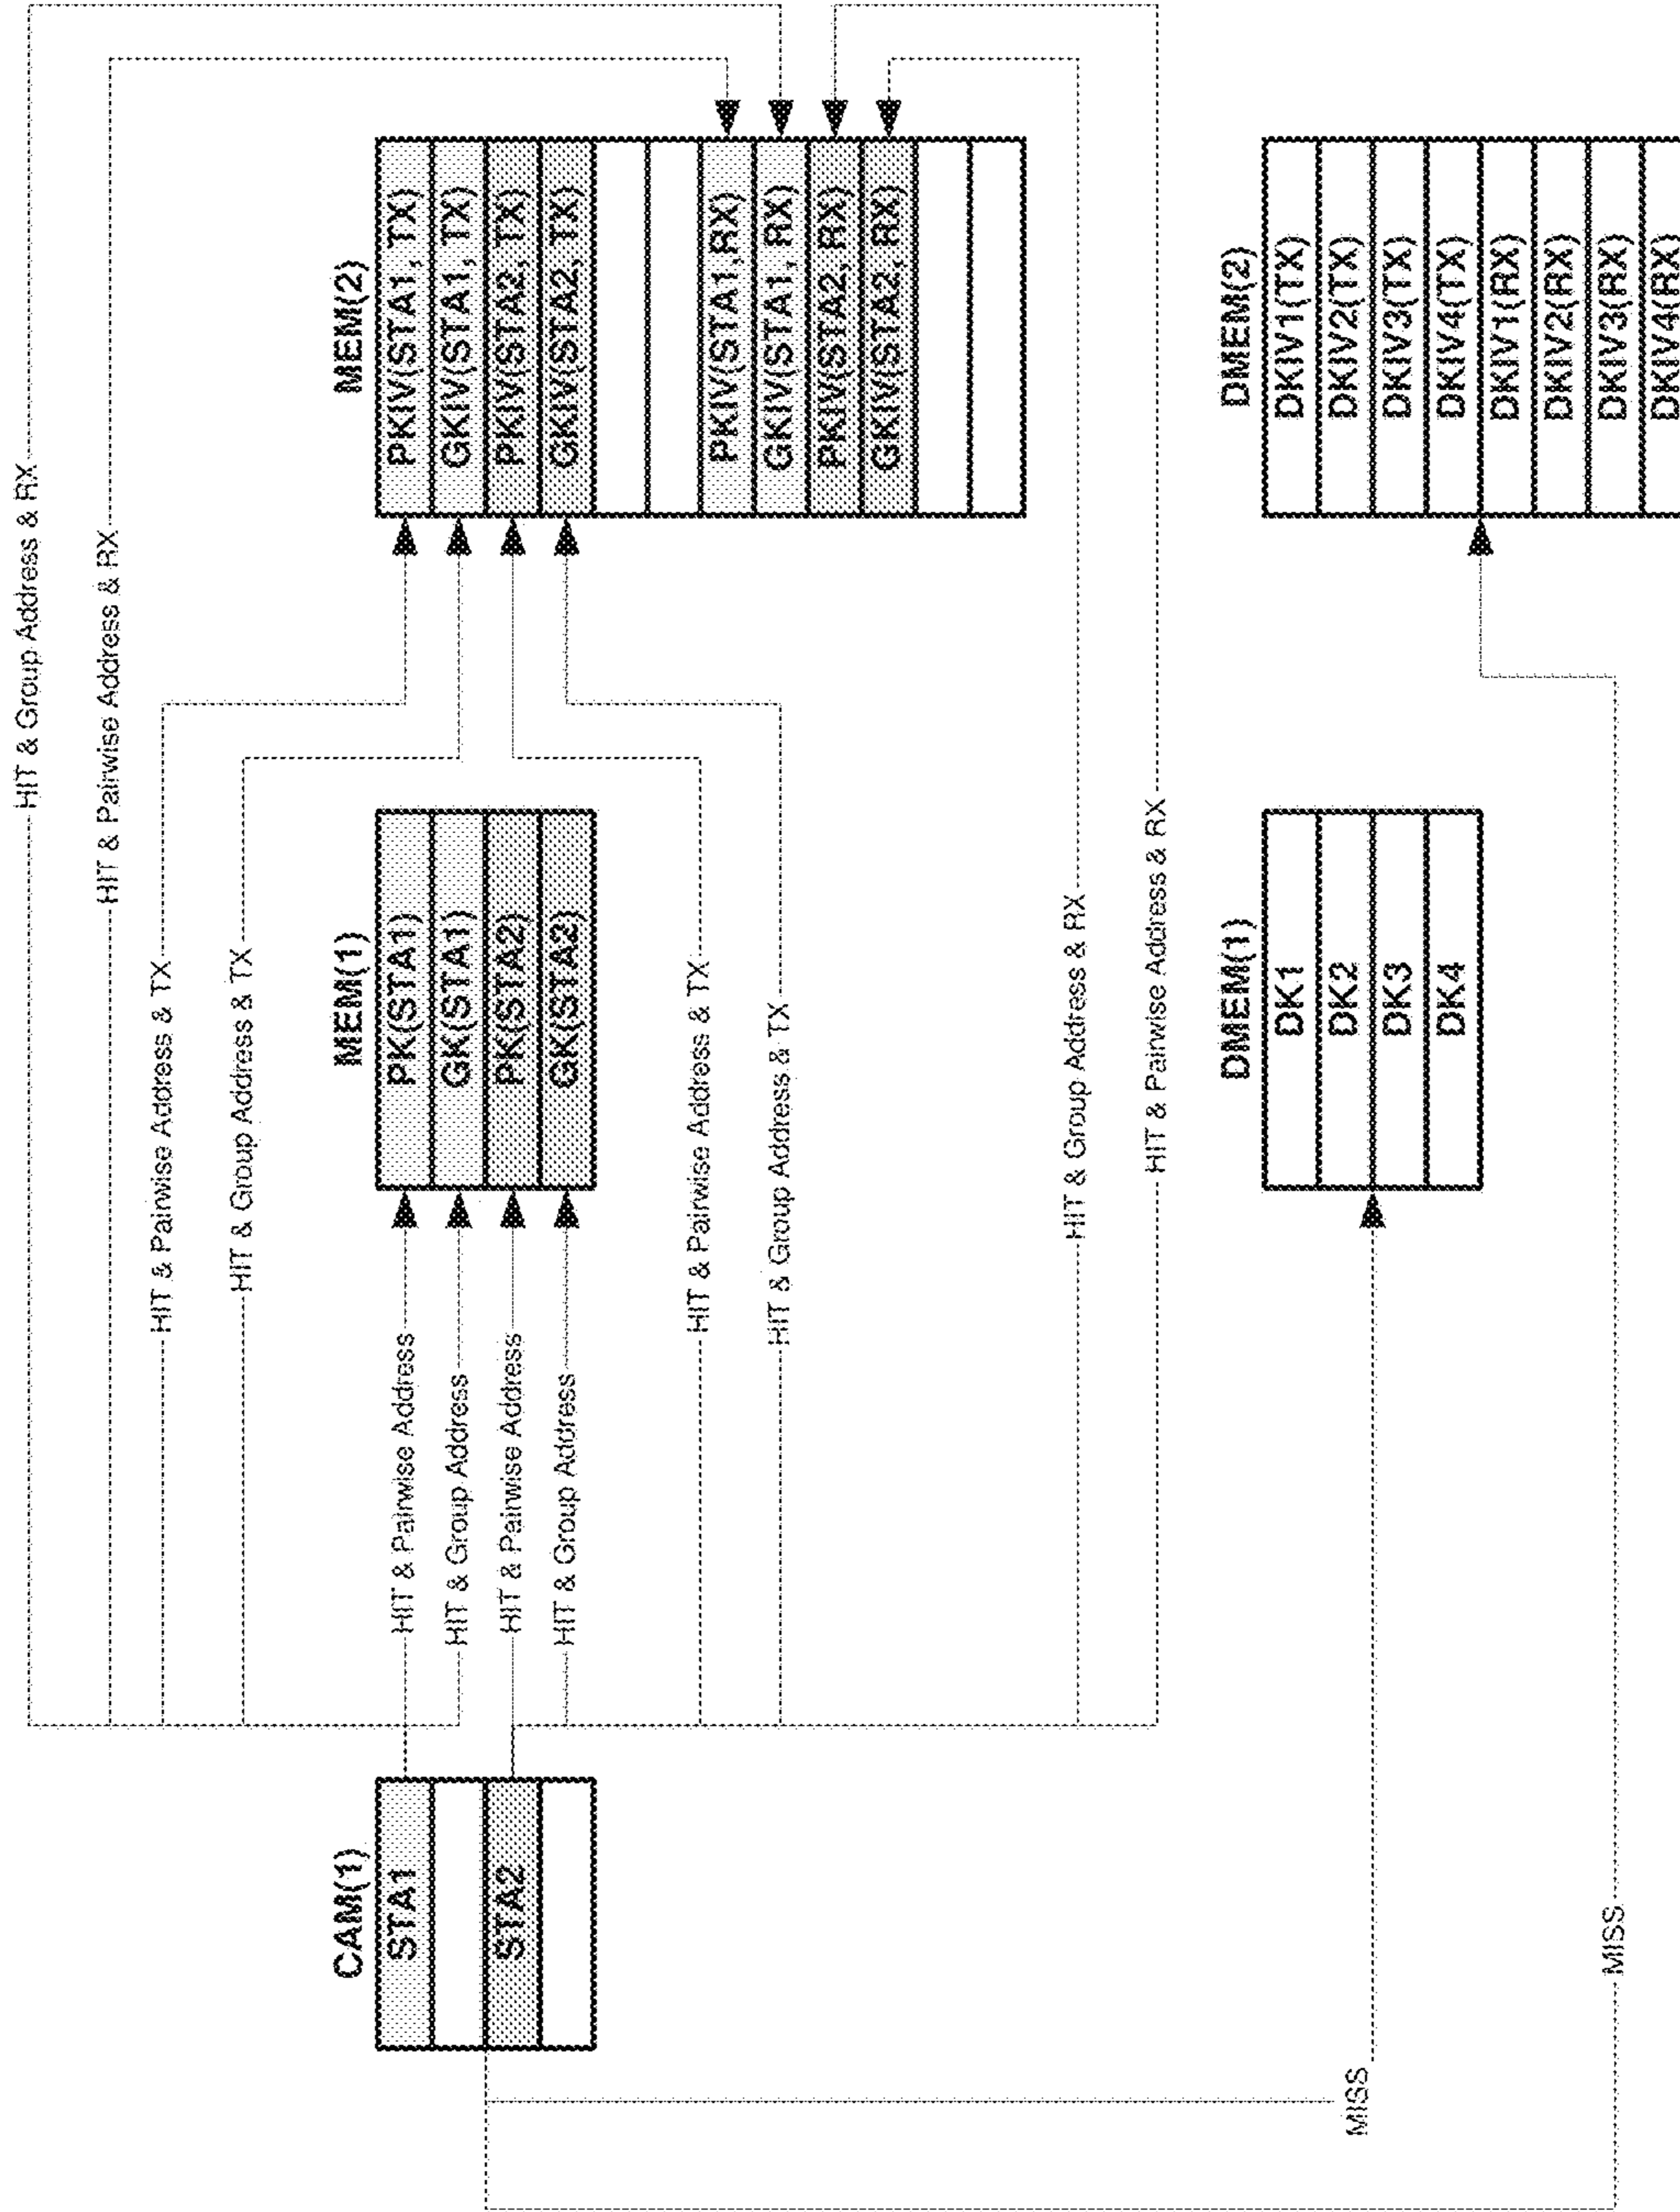 HIT & Group Address & RX
HIT & Pairwise Address & RX
HIT & Pairwise Address & TX
HIT & Group Address & TX
CAM(1)
STA1
STA2
HIT & Pairwise Address
HIT & Group Address
HIT & Pairwise Address
HIT & Group Address
MEM(1)
PK(STA1)
GK(STA1)
PK(STA2)
GK(STA2)
MEM(2)
PKIV(STA1, TX)
GKIV(STA1, TX)
PKIV(STA2, TX)
GKIV(STA2, TX)
PKIV(STA1,RX)
GKIV(STA1, RX)
PKIV(STA2, RX)
GKIV(STA2, RX)
HIT & Pairwise Address & TX
HIT & Group Address & TX
HIT & Group Address & RX
HIT & Pairwise Address & RX
DMEM(1)
DK1
DK2
DK3
DK4
DMEM(2)
DKIV1(TX)
DKIV2(TX)
DKIV3(TX)
DKIV4(TX)
DKIV1(RX)
DKIV2(RX)
DKIV3(RX)
DKIV4(RX)
MISS
MISS